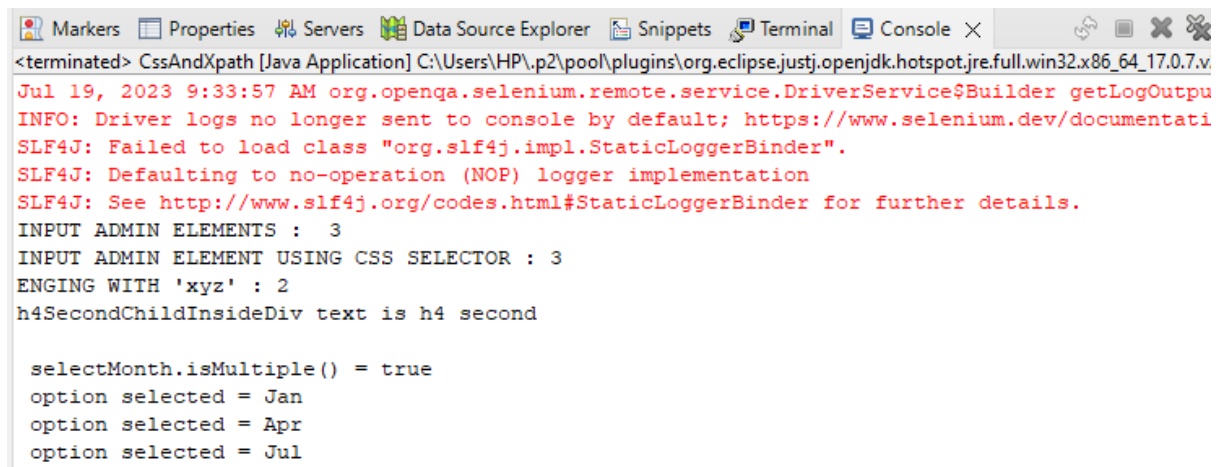 Markers Properties Servers Data Source Explorer Snippets Terminal Console
<terminated> CssAndXpath [Java Application] C:\Users\HP\.p2\pool\plugins\org.eclipse.justj.openjdk.hotspot.jre.full.win32.x86_64_17.0.7.v
Jul 19, 2023 9:33:57 AM org.openqa.selenium.remote.service.DriverService$Builder getLogOutpu
INFO: Driver logs no longer sent to console by default; https://www.selenium.dev/documentati
SLF4J: Failed to load class "org.slf4j.impl.StaticLoggerBinder".
SLF4J: Defaulting to no-operation (NOP) logger implementation
SLF4J: See http://www.slf4j.org/codes.html#StaticLoggerBinder for further details.
INPUT ADMIN ELEMENTS :  3
INPUT ADMIN ELEMENT USING CSS SELECTOR : 3
ENGING WITH 'xyz' : 2
h4SecondChildInsideDiv text is h4 second
selectMonth.isMultiple() = true
option selected = Jan
option selected = Apr
option selected = Jul